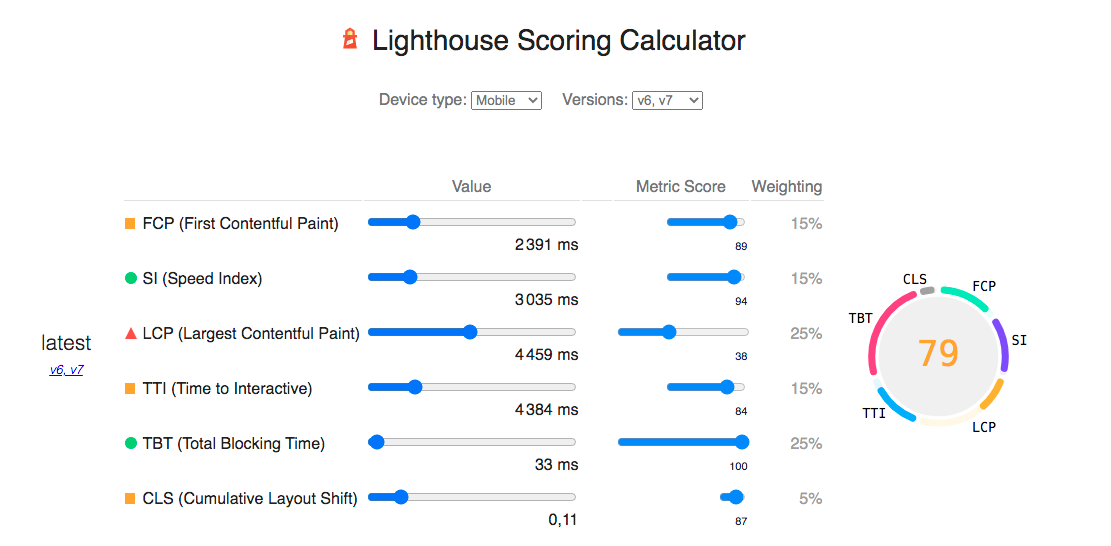 Lighthouse Scoring Calculator
Device type: Mobile Versions: v6, v7
Value Metric Score Weighting
FCP (First Contentful Paint) 15%
2 391 ms 89
SI (Speed Index) 15%
3 035 ms 94
LCP (Largest Contentful Paint) 25%
4 459 ms 38
TTI (Time to Interactive) 15%
4 384 ms 84
TBT (Total Blocking Time) 25%
33 ms 100
CLS (Cumulative Layout Shift) 5%
0,11 87
latest
v6, v7
CLS
FCP
TBT
SI
79
TTI
LCP